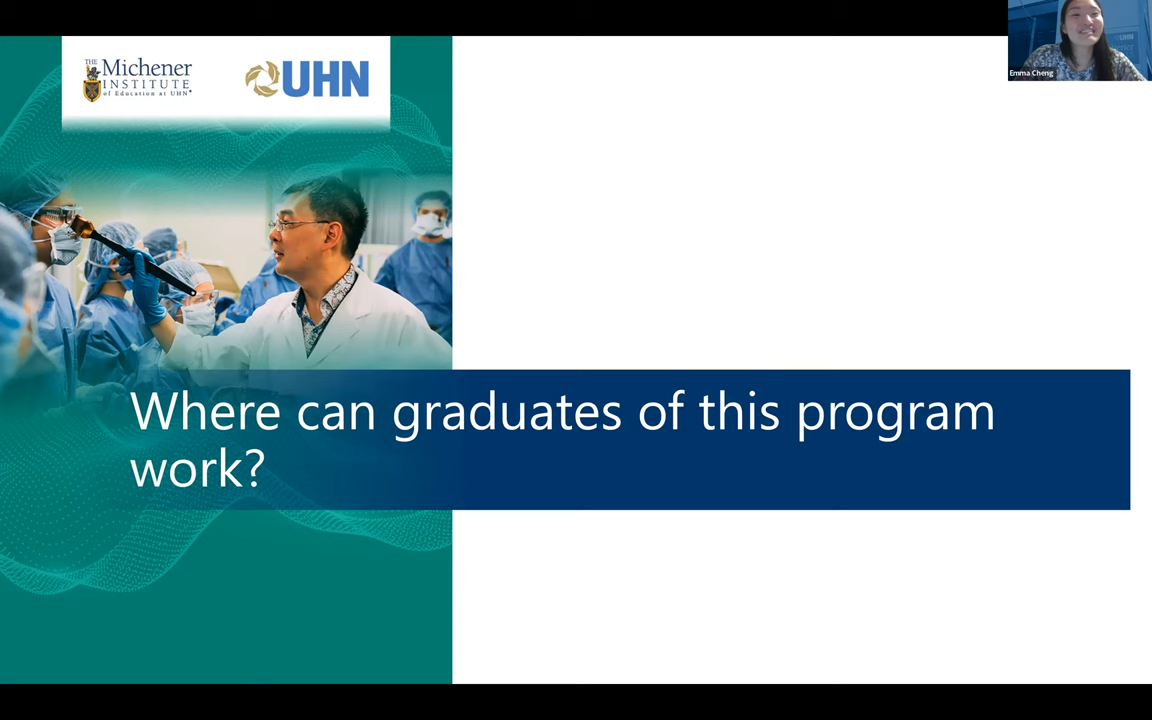 THE
Michener
INSTITUTE
of Education at UHN
UHN
Emma Cheng
Where can graduates of this program
work?